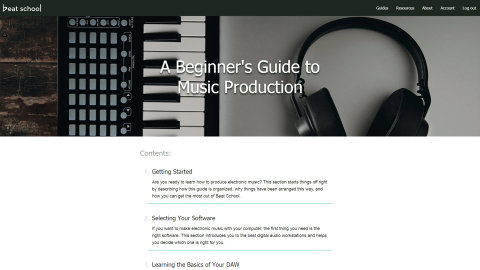 Beat school
Guides Resources About Account Log out
A Beginner's Guide to
Music Production
Contents:
1. Getting Started
Are you ready to learn how to produce electronic music? This section starts things off right
by describing how this guide is organized, why things have been arranged this way, and
how you can get the most out of Beat School.
2. Selecting Your Software
If you want to make electronic music with your computer, the first thing you need is the
right software. This section introduces you to the best digital audio workstations and helps
you decide which one is right for you.
3. Learning the Basics of Your DAW